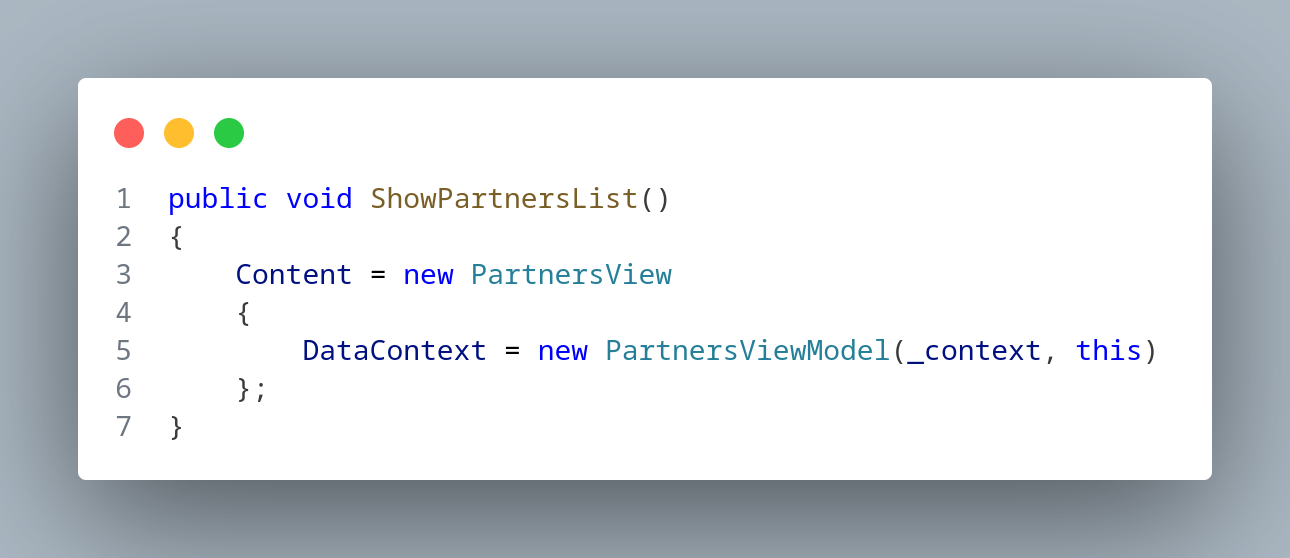 1 public void ShowPartnersList()
2 {
3     Content = new PartnersView
4     {
5         DataContext = new PartnersViewModel(_context, this)
6     };
7 }